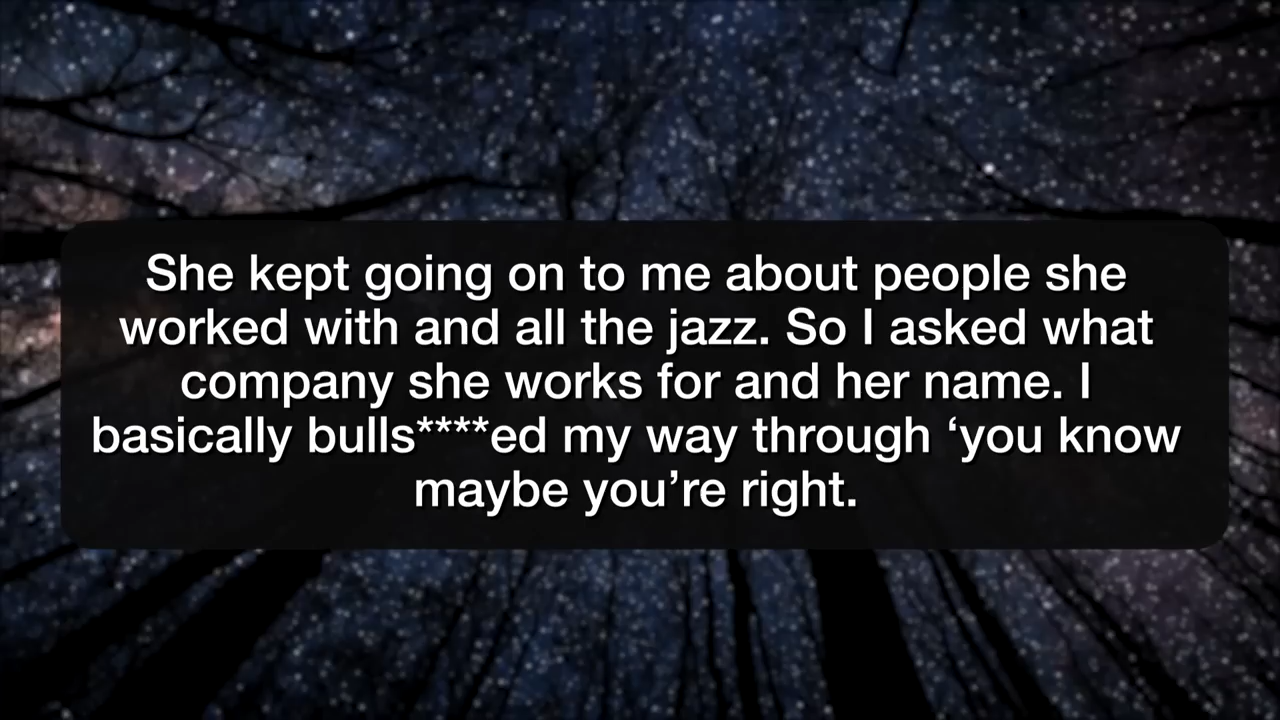 She kept going on to me about people she
worked with and all the jazz. So I asked what
company she works for and her name. I
basically bulls****ed my way through ‘you know
maybe you’re right.